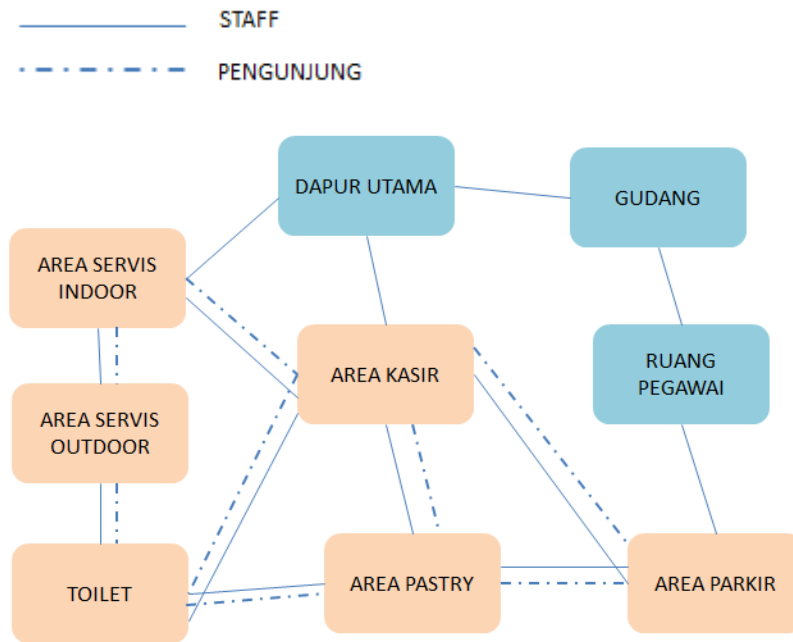 STAFF
PENGUNJUNG
DAPUR UTAMA
GUDANG
AREA SERVIS
INDOOR
AREA KASIR
RUANG
PEGAWAI
AREA SERVIS
OUTDOOR
TOILET
AREA PASTRY
AREA PARKIR